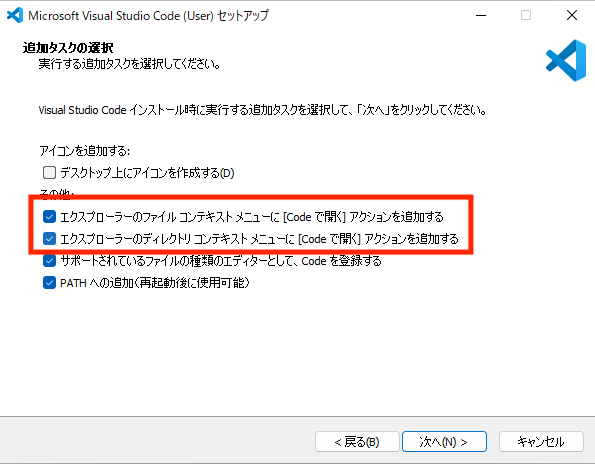 Microsoft Visual Studio Code (User) セットアップ
追加タスクの選択
実行する追加タスクを選択してください。
Visual Studio Code インストール時に実行する追加タスクを選択して、「次へ」をクリックしてください。
アイコンを追加する:
デスクトップ上にアイコンを作成する(D)
その他:
エクスプローラーのファイル コンテキスト メニューに [Code で開く] アクションを追加する
エクスプローラーのディレクトリ コンテキスト メニューに [Code で開く] アクションを追加する
サポートされているファイルの種類のエディターとして、Code を登録する
PATH への追加(再起動後に使用可能)
< 戻る(B) 次へ(N) > キャンセル